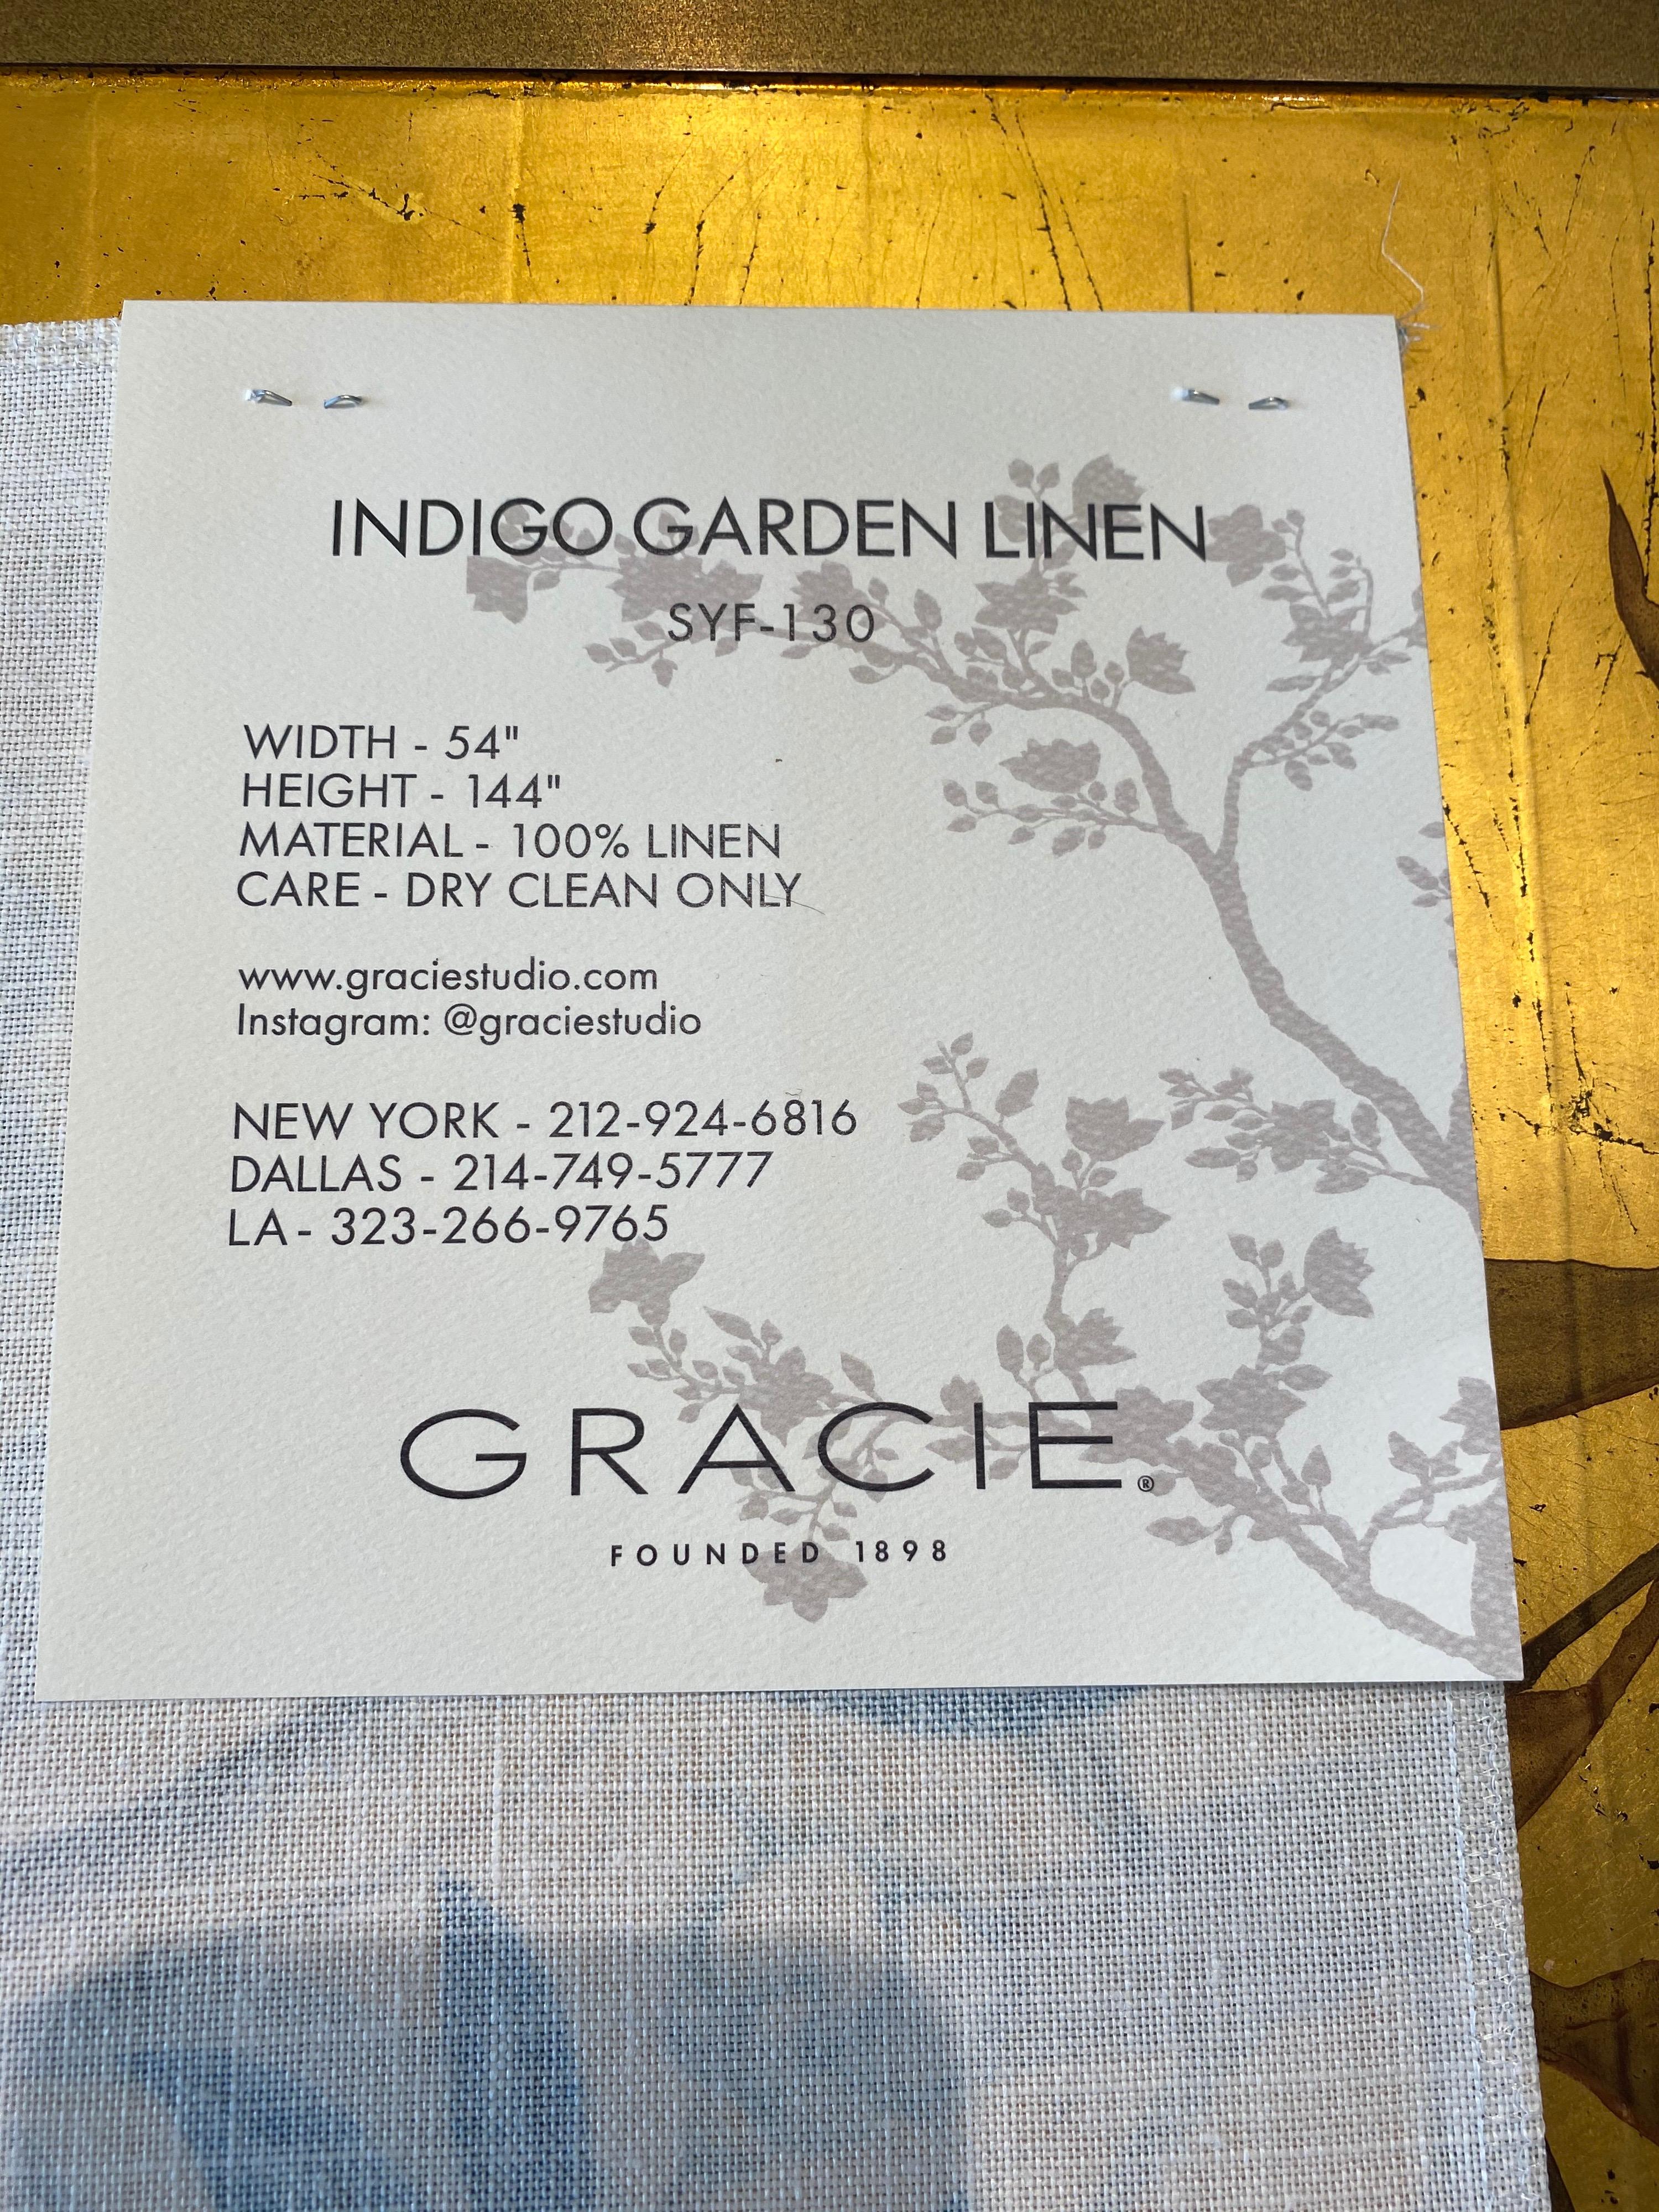 INDIGO GARDEN LINEN
SYF-130
WIDTH - 54"
HEIGHT - 144"
MATERIAL - 100% LINEN
CARE - DRY CLEAN ONLY
www.graciestudio.com
Instagram: @graciestudio
NEW YORK - 212-924-6816
DALLAS - 214-749-5777
LA - 323-266-9765
GRACIE®
FOUNDED 1898